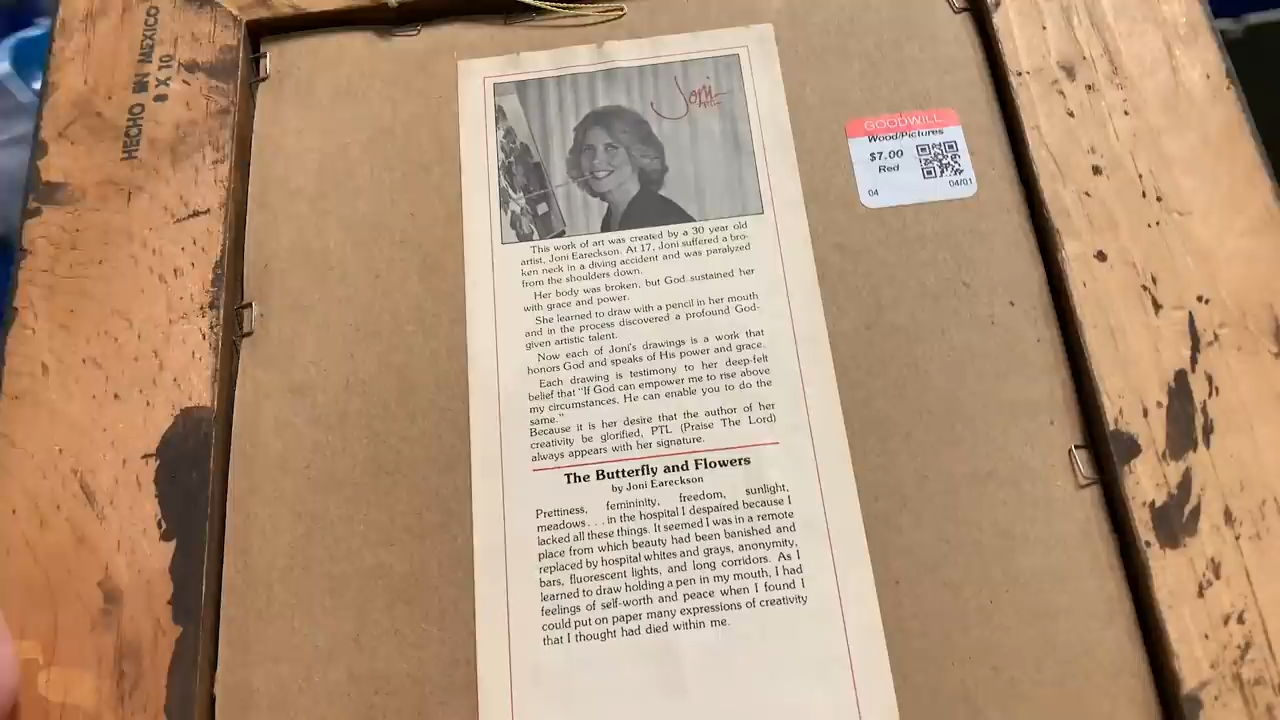 HECHO EN MEXICO
8 X 10
Joni
PTL
GOODWILL
Wood/Pictures
$7.00
Red
04
04/01
This work of art was created by a 30 year old
artist, Joni Eareckson. At 17, Joni suffered a bro-
ken neck in a diving accident and was paralyzed
from the shoulders down.
Her body was broken, but God sustained her
with grace and power.
She learned to draw with a pencil in her mouth
and in the process discovered a profound God-
given artistic talent.
Now each of Joni's drawings is a work that
honors God and speaks of His power and grace.
Each drawing is testimony to her deep-felt
belief that "If God can empower me to rise above
my circumstances, He can enable you to do the
same."
Because it is her desire that the author of her
creativity be glorified, PTL (Praise The Lord)
always appears with her signature.
The Butterfly and Flowers
by Joni Eareckson
Prettiness, femininity, freedom, sunlight,
meadows . . . in the hospital I despaired because I
lacked all these things. It seemed I was in a remote
place from which beauty had been banished and
replaced by hospital whites and grays, anonymity,
bars, fluorescent lights, and long corridors. As I
learned to draw holding a pen in my mouth, I had
feelings of self-worth and peace when I found I
could put on paper many expressions of creativity
that I thought had died within me.